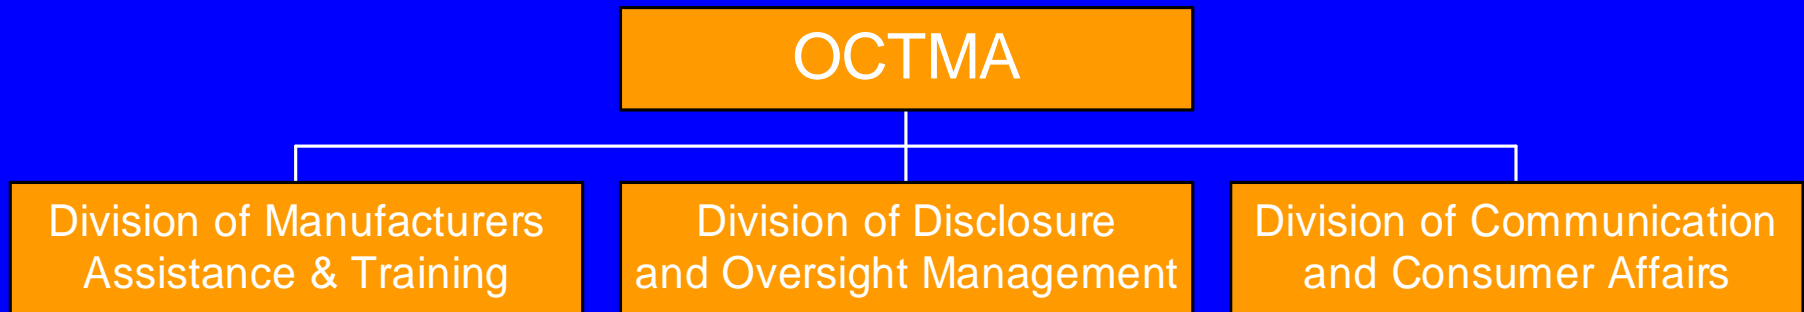 OCTMA
Division of Manufacturers
Assistance & Training
Division of Disclosure
and Oversight Management
Division of Communication
and Consumer Affairs